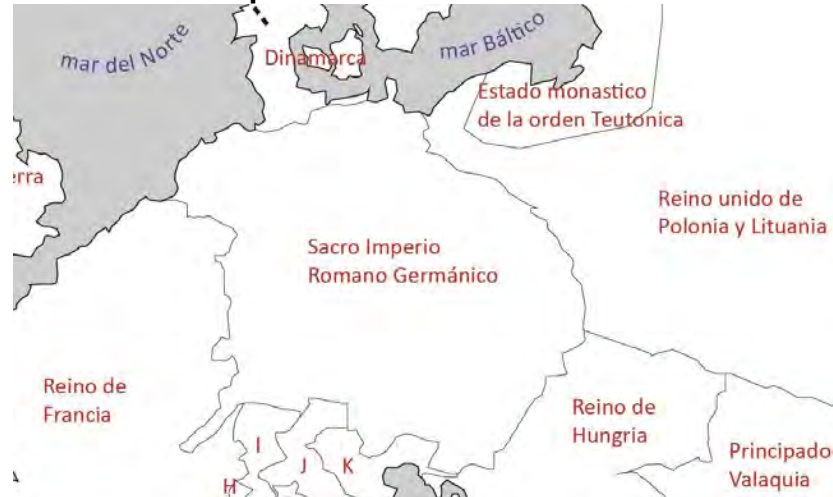 mar del Norte
Dinamarca
mar Báltico
Estado monastico
de la orden Teutonica
erra
Reino unido de
Polonia y Lituania
Sacro Imperio
Romano Germánico
Reino de
Francia
I
J
K
H
Reino de
Hungria
Principado
Valaquia